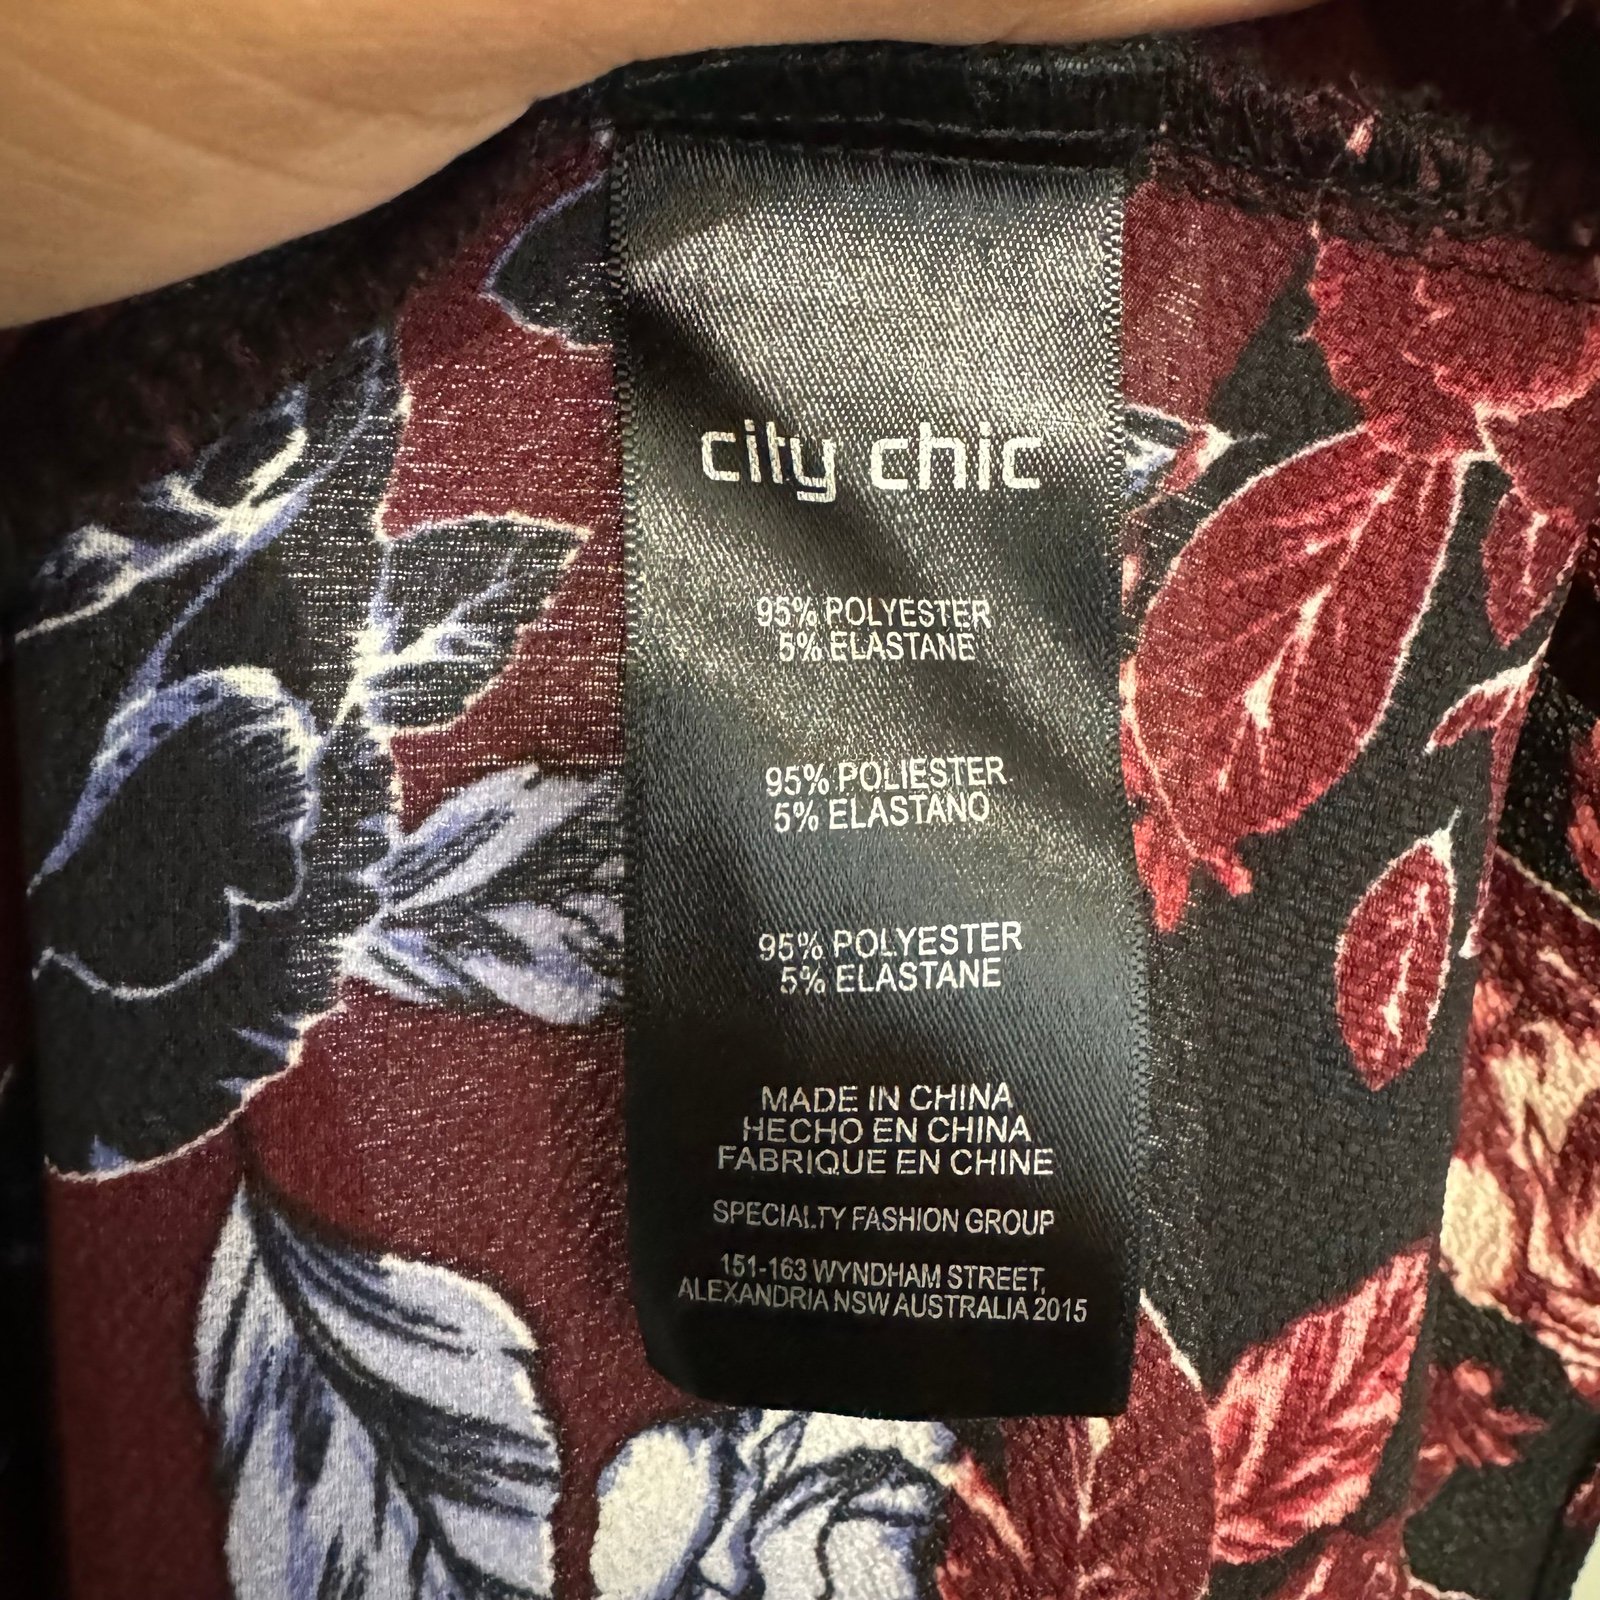 city chic
95% POLYESTER
5% ELASTANE
95% POLIESTER
5% ELASTANO
95% POLYESTER
5% ELASTANE
MADE IN CHINA
HECHO EN CHINA
FABRIQUE EN CHINE
SPECIALTY FASHION GROUP
151-163 WYNDHAM STREET,
ALEXANDRIA NSW AUSTRALIA 2015